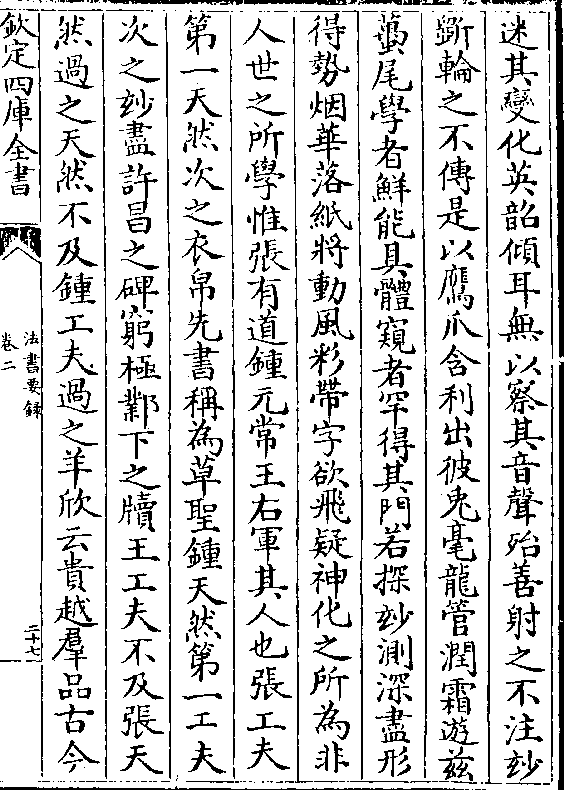 迷其變化英韶傾耳無以察其音聲殆善射之不注玅
斵輪之不傳是以鷹爪含利出彼兎毫龍管潤霜遊兹
蠆尾學者鮮能具體窺者罕得其門若探玅測深盡形
得勢烟華落紙將動風彩帶字欲飛疑神化之所為非
人世之所學惟張有道鍾元常王右軍其人也張工夫
第一天然次之衣帛先書稱為草聖鍾天然第一工夫
次之玅盡許昌之碑窮極鄴下之牘王工夫不及張天
然過之天然不及鍾工夫過之羊欣云貴越羣品古今
欽定四庫全書
法書要録
卷二
二十七